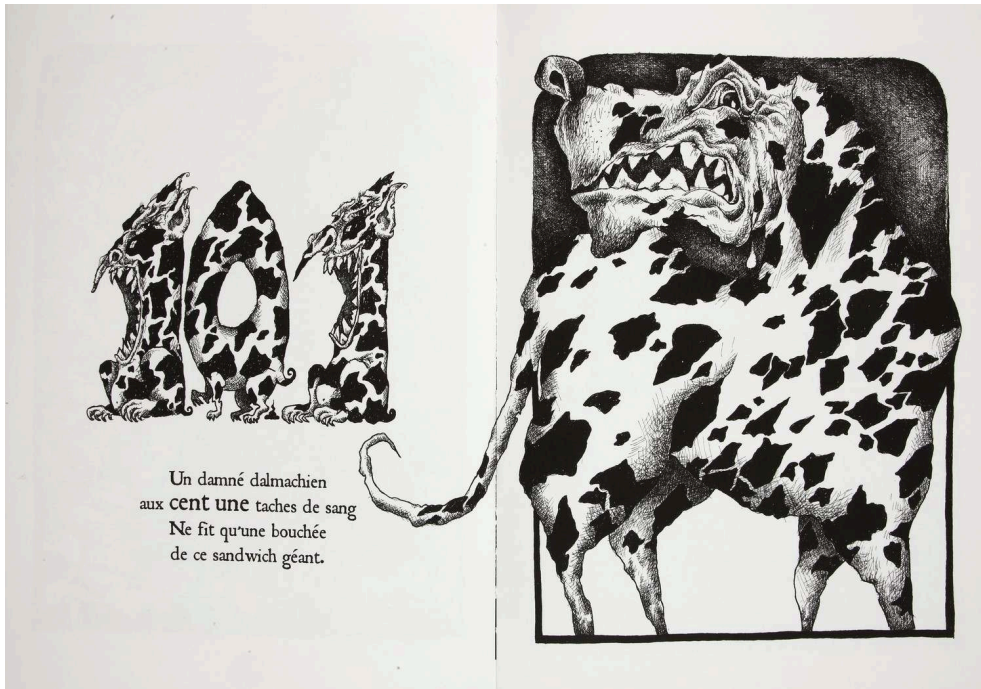 101
Un damné dalmachien
aux cent une taches de sang
Ne fit qu'une bouchée
de ce sandwich géant.